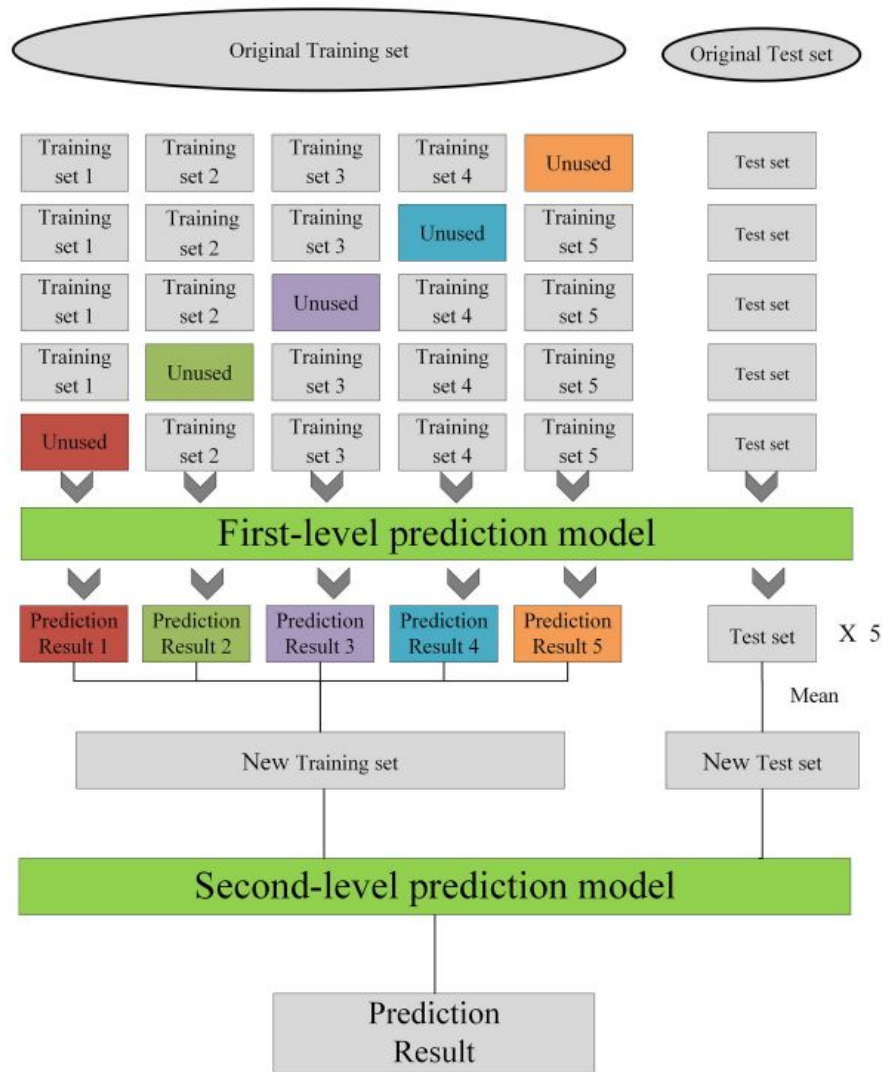 Original Training set
Original Test set
Training
set 1
Training
set 2
Training
set 3
Training
set 4
Unused
Test set
Training
set 1
Training
set 2
Training
set 3
Unused
Training
set 5
Test set
Training
set 1
Training
set 2
Unused
Training
set 4
Training
set 5
Test set
Training
set 1
Unused
Training
set 3
Training
set 4
Training
set 5
Test set
Unused
Training
set 2
Training
set 3
Training
set 4
Training
set 5
Test set
First-level prediction model
Prediction
Result 1
Prediction
Result 2
Prediction
Result 3
Prediction
Result 4
Prediction
Result 5
Test set
X 5
Mean
New Training set
New Test set
Second-level prediction model
Prediction
Result